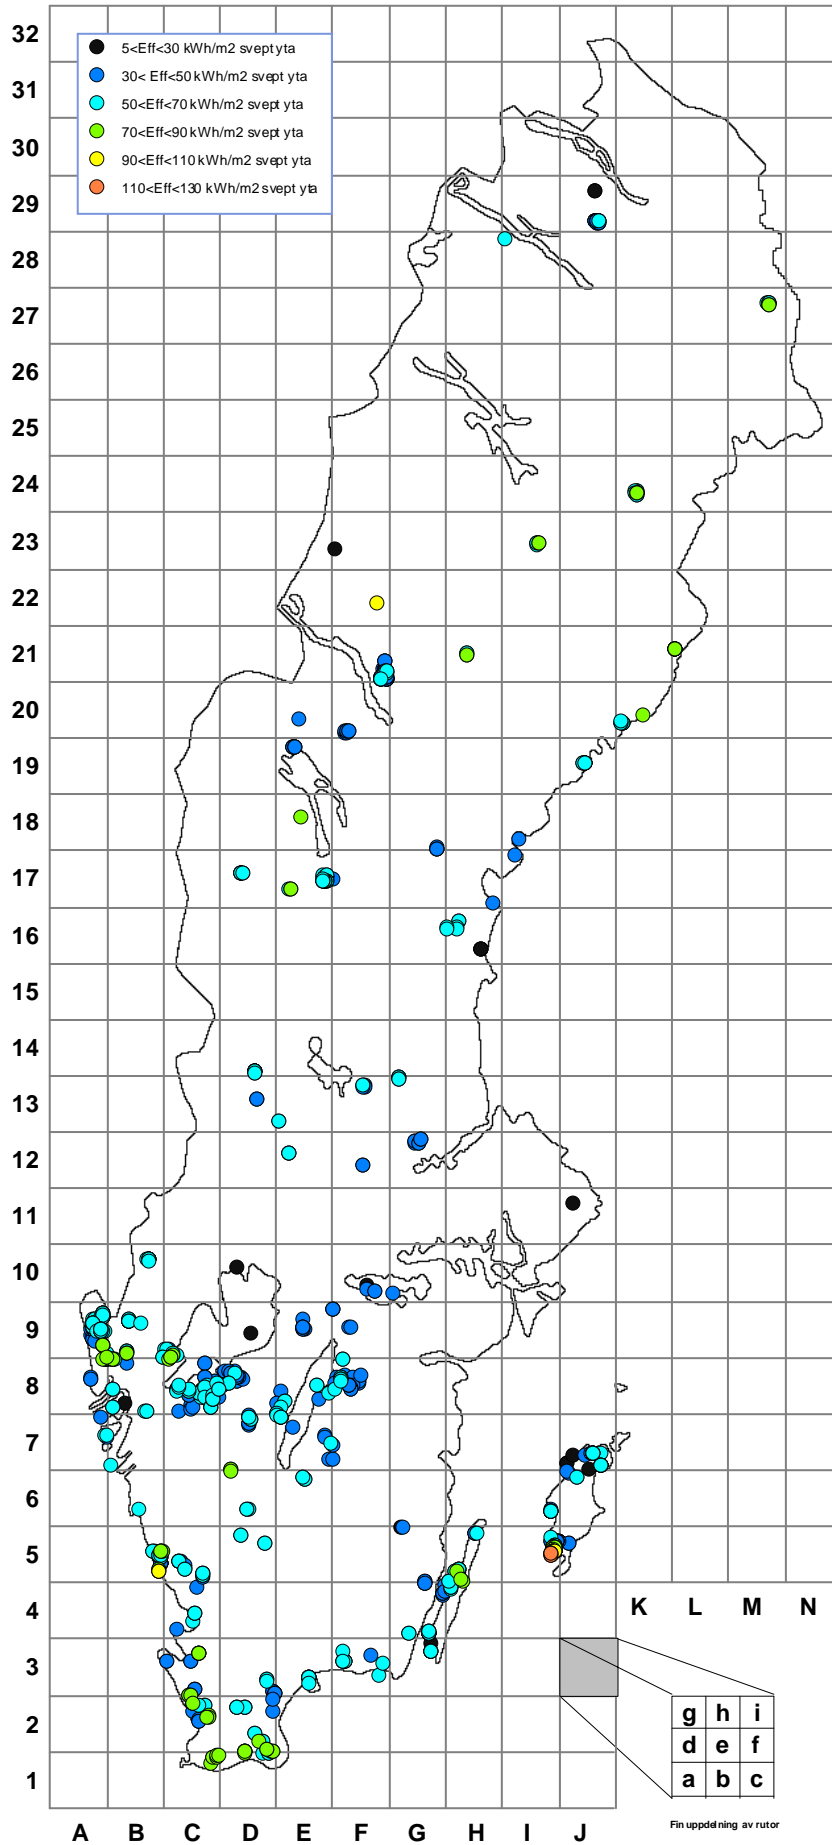 32
5<Eff<30 kWh/m2 svept yta
30< Eff<50 kWh/m2 svept yta
50<Eff<70 kWh/m2 svept yta
70<Eff<90 kWh/m2 svept yta
90<Eff<110 kWh/m2 svept yta
110<Eff<130 kWh/m2 svept yta
31
30
29
28
27
26
25
24
23
22
21
20
19
18
17
16
15
14
13
12
11
10
9
8
7
6
5
4
K L M N
3
g h i
2
d e f
a b c
1
Fin uppdelning av rutor
A B C D E F G H I J